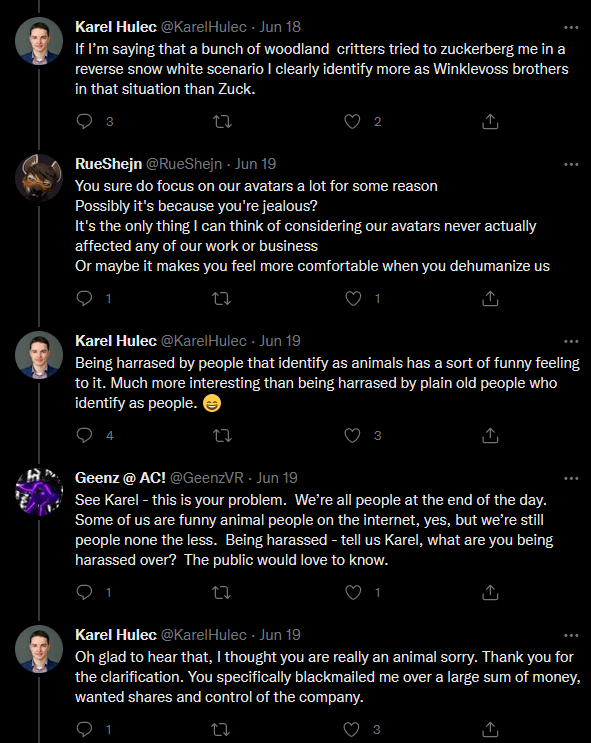 Karel Hulec @KarelHulec · Jun 18
If I'm saying that a bunch of woodland critters tried to zuckerberg me in a
reverse snow white scenario I clearly identify more as Winklevoss brothers
in that situation than Zuck.
3 2
RueShejn @RueShejn · Jun 19
You sure do focus on our avatars a lot for some reason
Possibly it's because you're jealous?
It's the only thing I can think of considering our avatars never actually
affected any of our work or business
Or maybe it makes you feel more comfortable when you dehumanize us
1 1
Karel Hulec @KarelHulec · Jun 19
Being harrased by people that identify as animals has a sort of funny feeling
to it. Much more interesting than being harrased by plain old people who
identify as people. 😄
4 3
Geenz @ AC! @GeenzVR · Jun 19
See Karel - this is your problem. We're all people at the end of the day.
Some of us are funny animal people on the internet, yes, but we're still
people none the less. Being harassed - tell us Karel, what are you being
harassed over? The public would love to know.
1 1
Karel Hulec @KarelHulec · Jun 19
Oh glad to hear that, I thought you are really an animal sorry. Thank you for
the clarification. You specifically blackmailed me over a large sum of money,
wanted shares and control of the company.
1 3